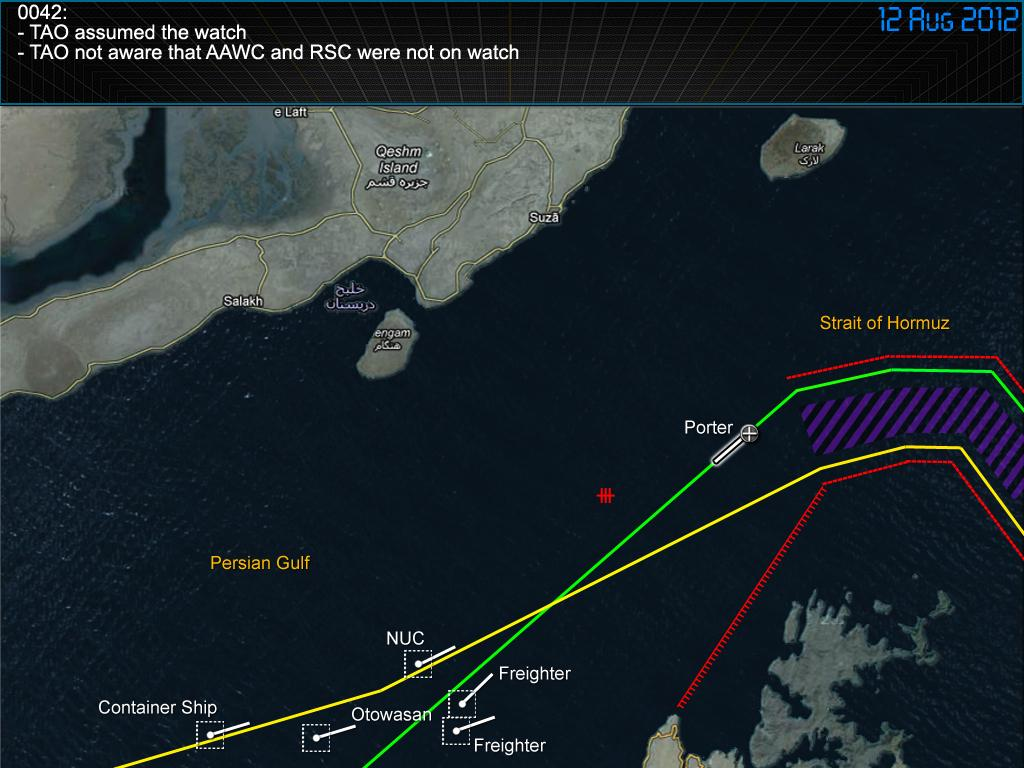 0042:
- TAO assumed the watch
- TAO not aware that AAWC and RSC were not on watch
12 Aug 2012
e Laft
Qeshm
Island
جزیره قشم
Larak
لارک
Suzā
Salakh
خلیج
دربستان
engam
هنگام
Strait of Hormuz
Porter
Persian Gulf
NUC
Freighter
Container Ship
Otowasan
Freighter